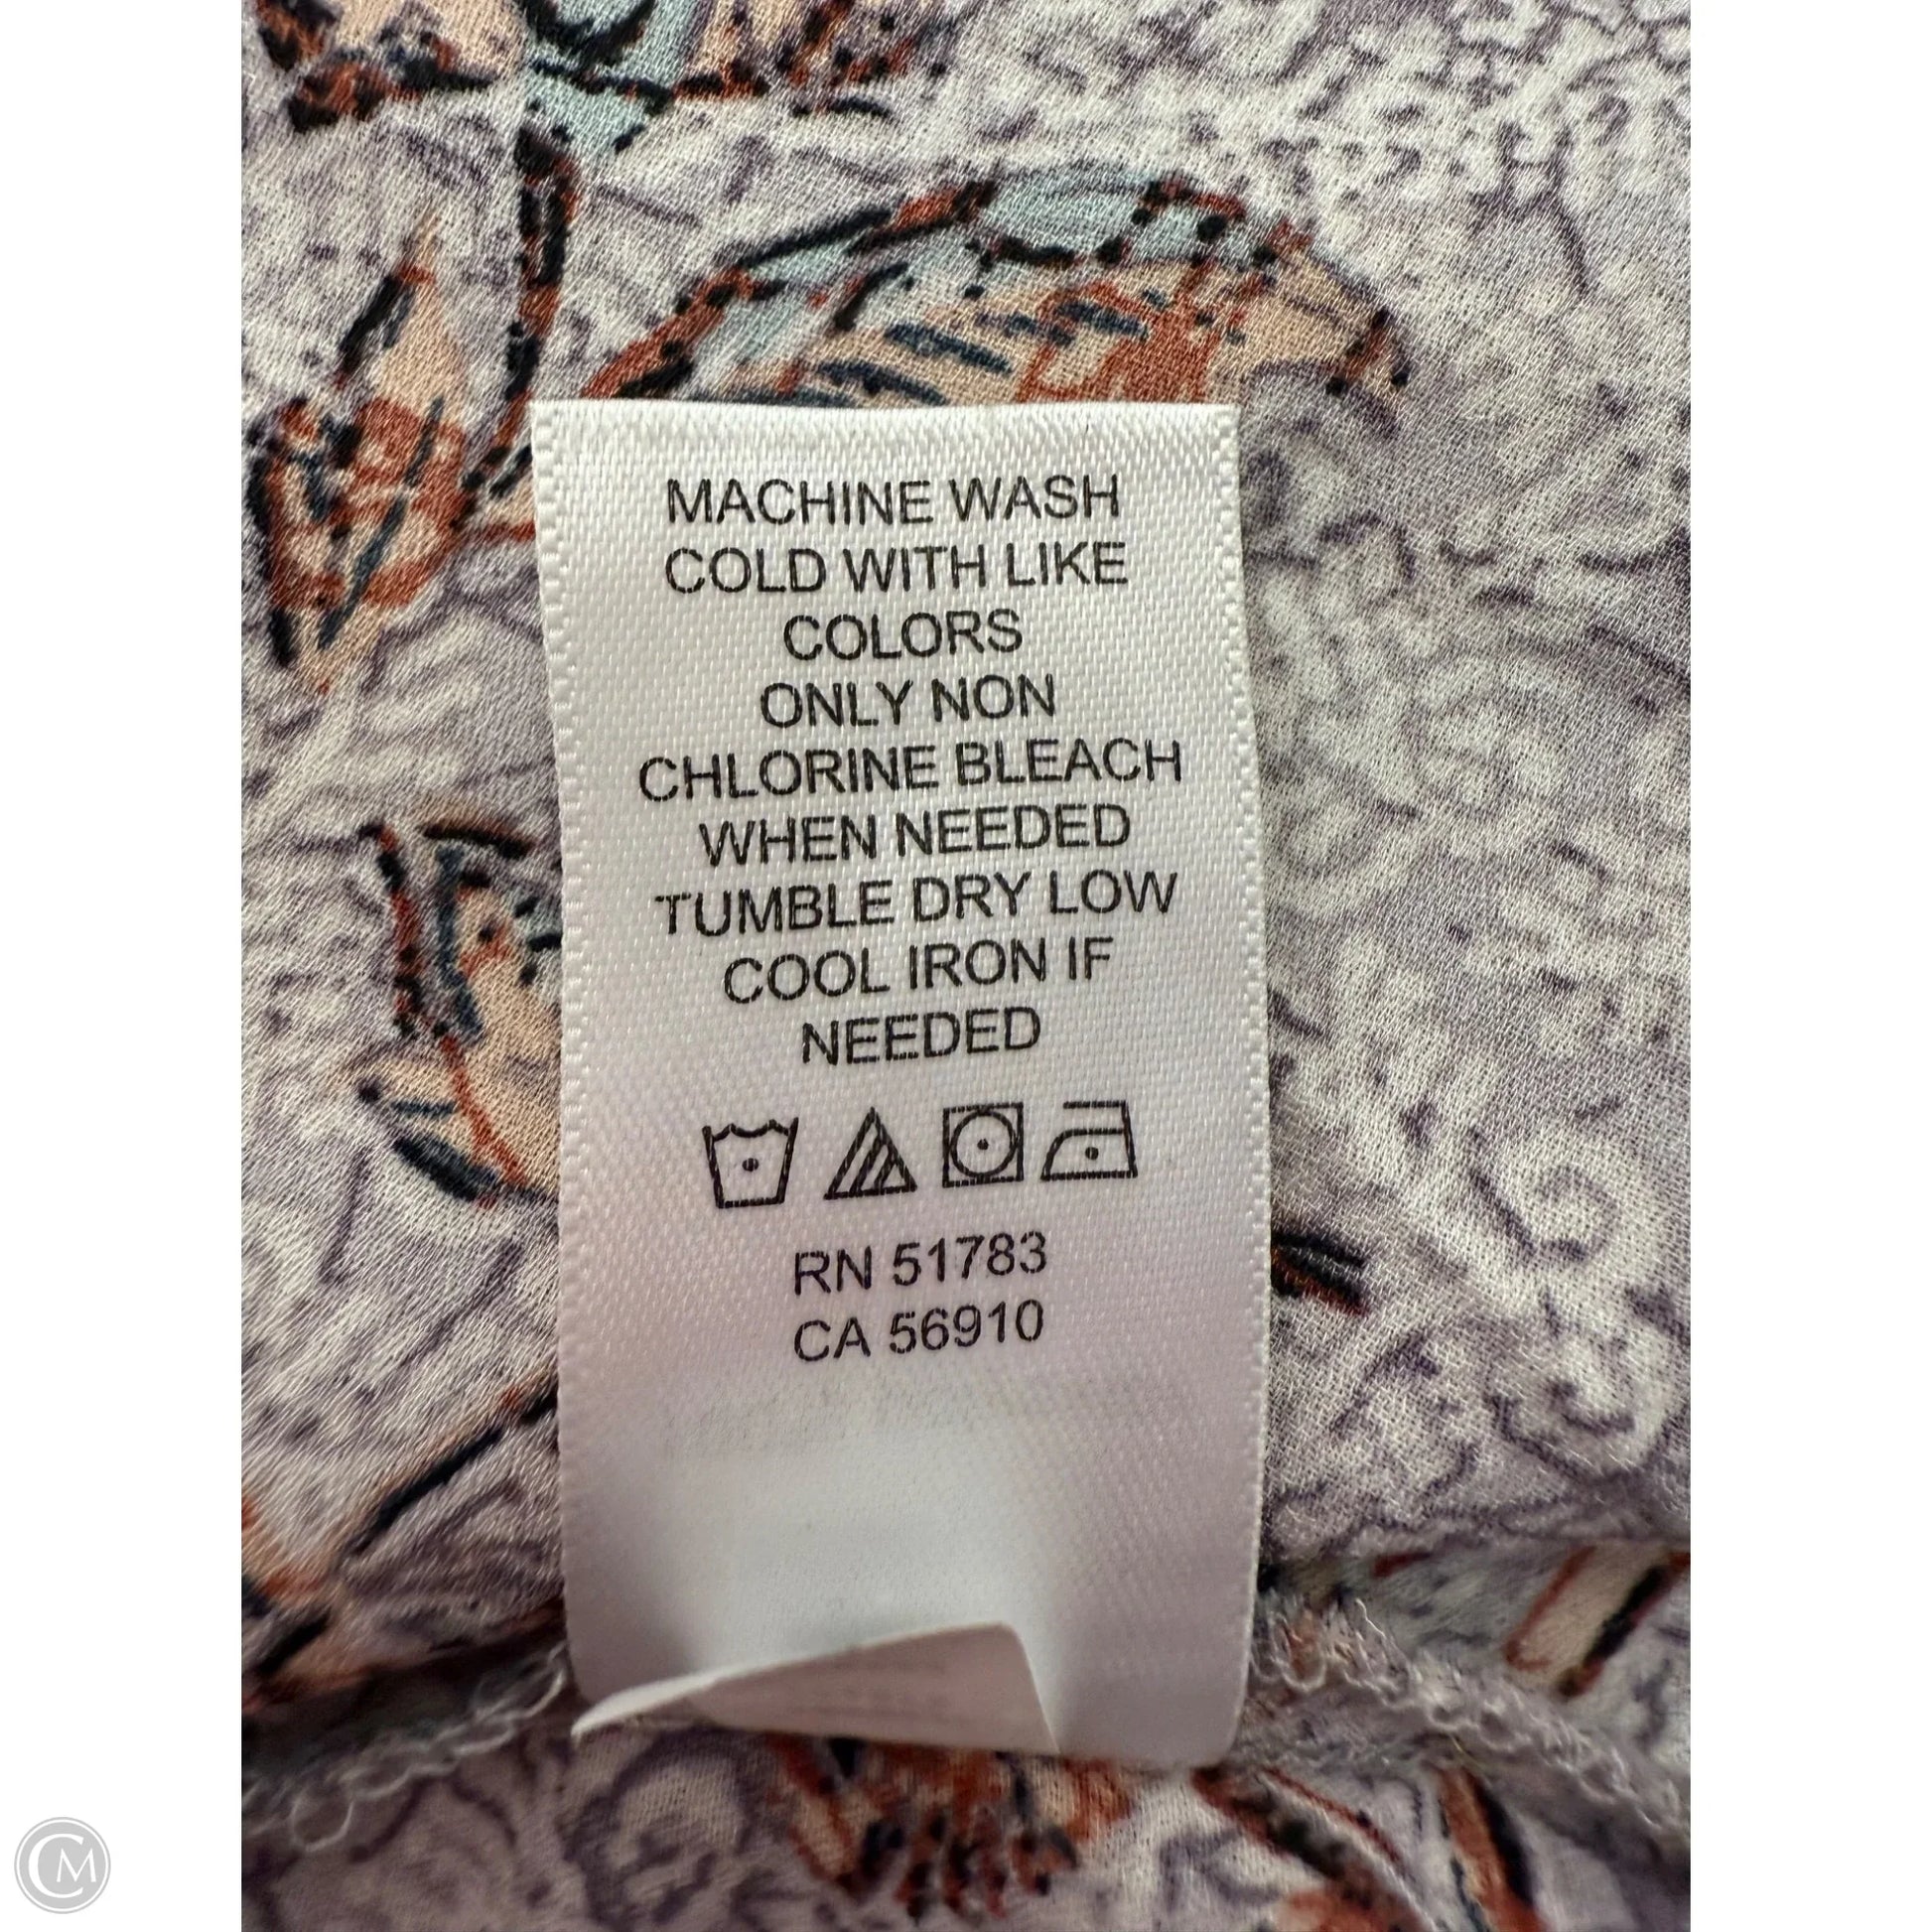 MACHINE WASH
COLD WITH LIKE
COLORS
ONLY NON
CHLORINE BLEACH
WHEN NEEDED
TUMBLE DRY LOW
COOL IRON IF
NEEDED
RN 51783
CA 56910
CM